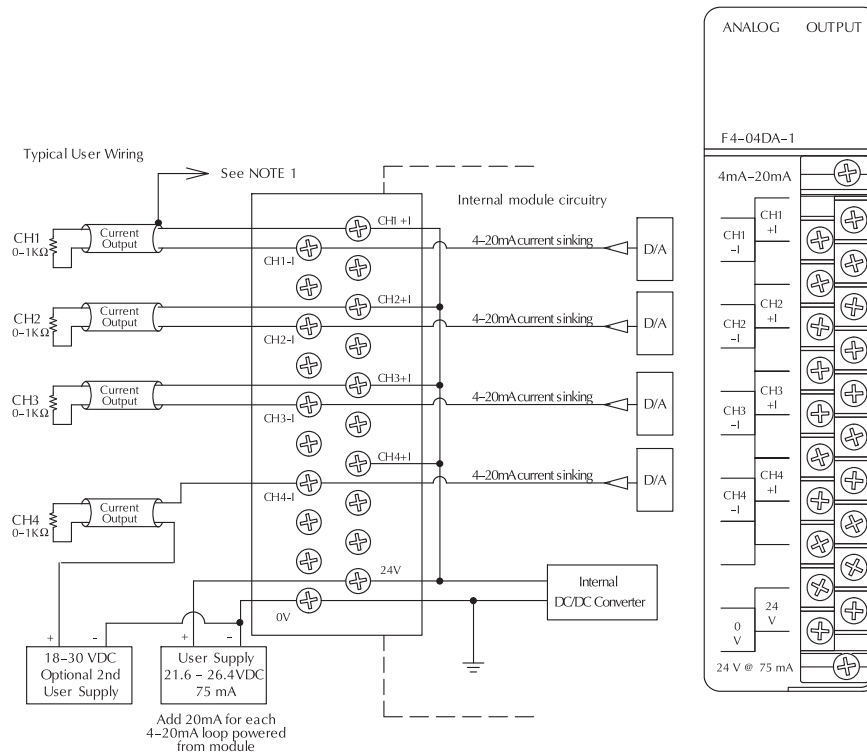 Typical User Wiring
See NOTE 1
Internal module circuitry
CH1
0–1KΩ
Current
Output
CH1 +I
CH1-I
4–20mA current sinking
D/A
CH2
0–1KΩ
Current
Output
CH2+I
CH2-I
4–20mA current sinking
D/A
CH3
0–1KΩ
Current
Output
CH3+I
CH3-I
4–20mA current sinking
D/A
CH4
0–1KΩ
Current
Output
CH4+I
CH4-I
4–20mA current sinking
D/A
24V
0V
Internal
DC/DC Converter
+ -
18–30 VDC
Optional 2nd
User Supply
+ -
User Supply
21.6 – 26.4VDC
75 mA
Add 20mA for each
4–20mA loop powered
from module
ANALOG OUTPUT
F4-04DA-1
4mA–20mA
CH1
+I
CH1
–I
CH2
+I
CH2
–I
CH3
+I
CH3
–I
CH4
+I
CH4
–I
24
V
0
V
24 V @ 75 mA